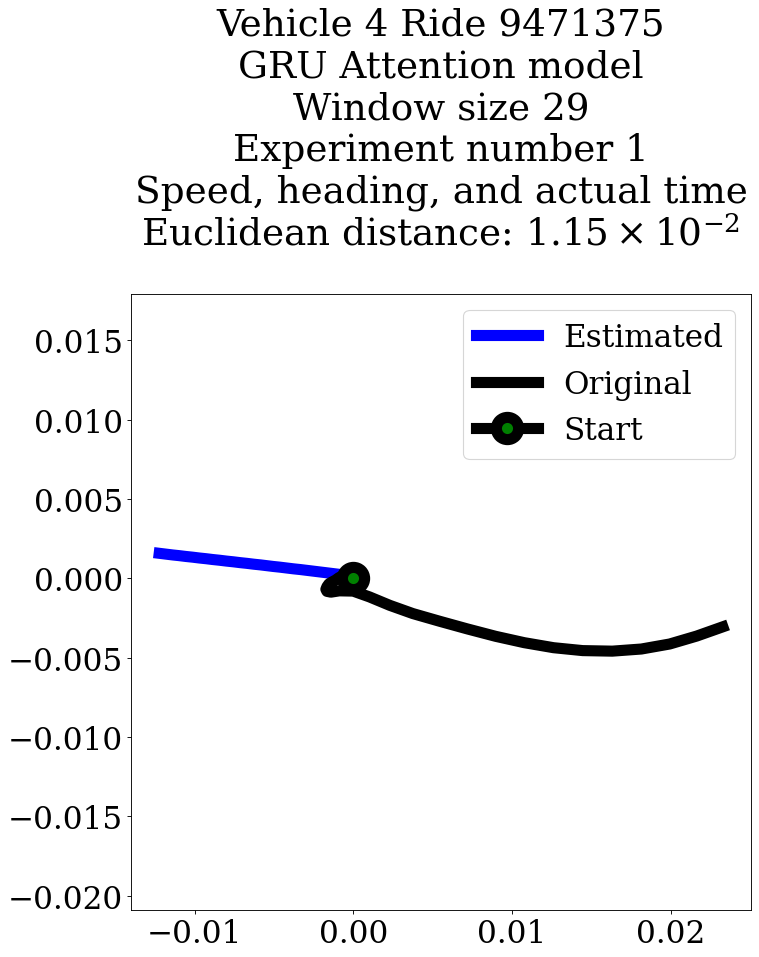 Vehicle 4 Ride 9471375
GRU Attention model
Window size 29
Experiment number 1
Speed, heading, and actual time
Euclidean distance: 1.15 × 10⁻²
Estimated
Original
Start
0.015
0.010
0.005
0.000
−0.005
−0.010
−0.015
−0.020
−0.01 0.00 0.01 0.02